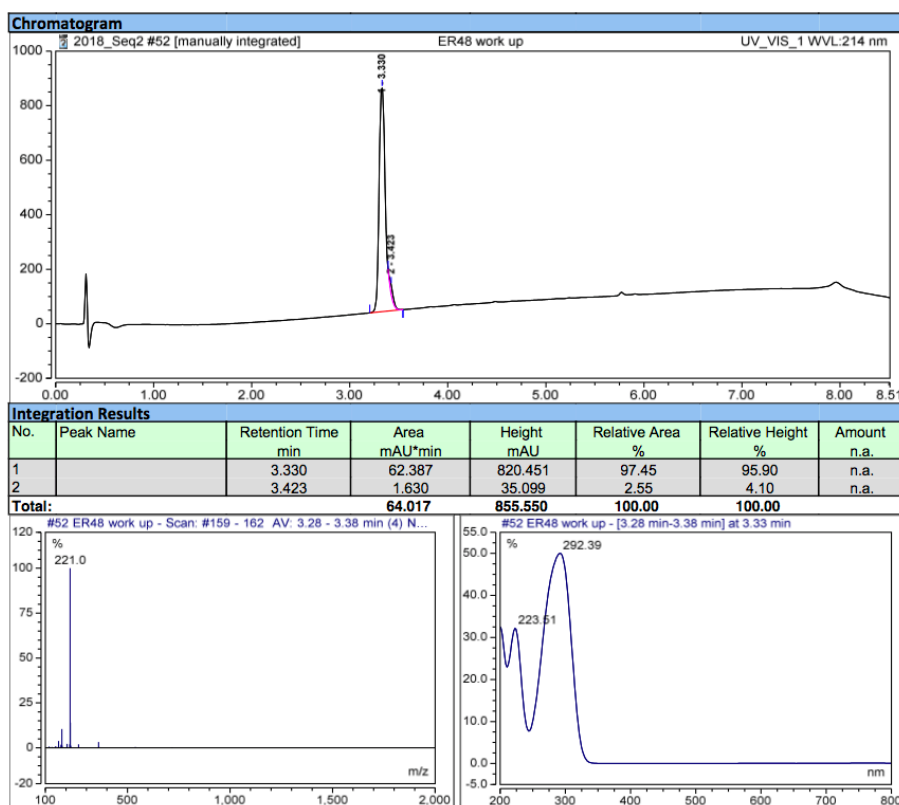 Chromatogram
2018_Seq2 #52 [manually integrated] ER48 work up UV_VIS_1 WVL:214 nm
1000
800
600
400
200
0
-200
1 - 3.330
2 - 3.423
0.00 1.00 2.00 3.00 4.00 5.00 6.00 7.00 8.00 8.51
Integration Results
No. Peak Name Retention Time Area Height Relative Area Relative Height Amount
min mAU*min mAU % % n.a.
1 3.330 62.387 820.451 97.45 95.90 n.a.
2 3.423 1.630 35.099 2.55 4.10 n.a.
Total: 64.017 855.550 100.00 100.00
#52 ER48 work up - Scan: #159 - 162 AV: 3.28 - 3.38 min (4) N...
120
100
75
50
25
0
-20
%
221.0
m/z
100 500 1.000 1.500 2.000
#52 ER48 work up - [3.28 min-3.38 min] at 3.33 min
55.0
50.0
40.0
30.0
20.0
10.0
0.0
-5.0
%
292.39
223.51
nm
200 300 400 500 600 700 800